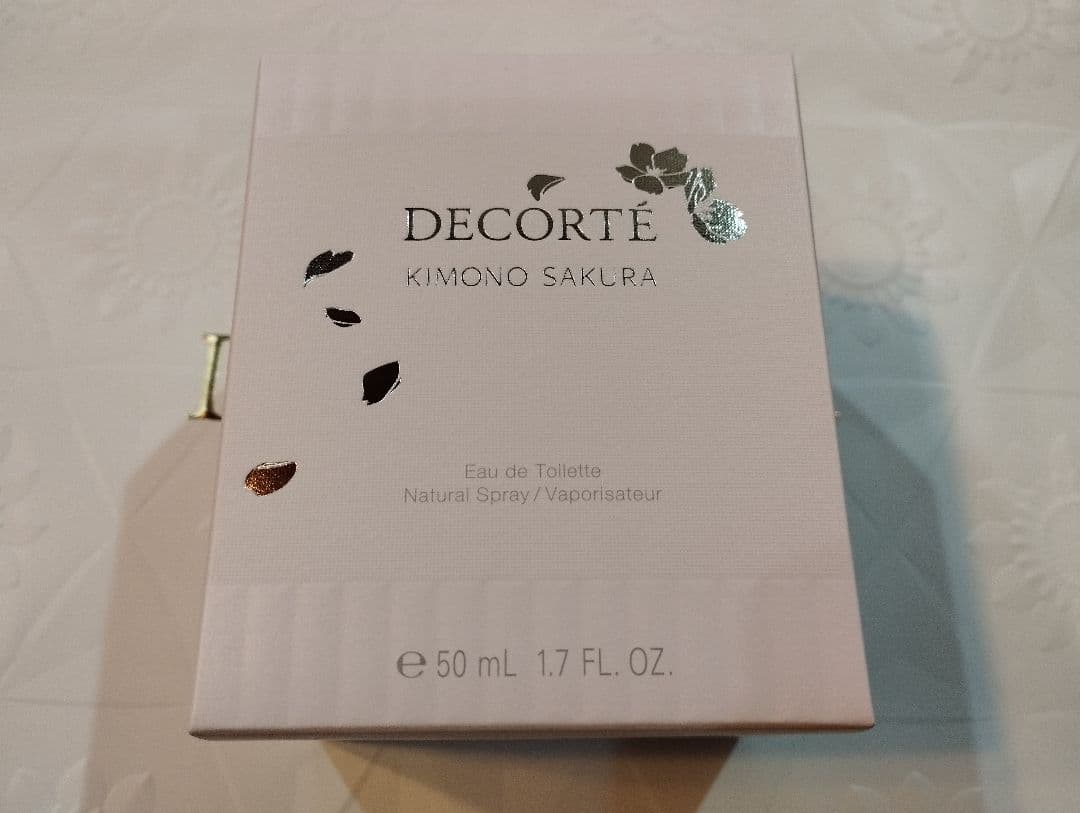 DECORTÉ
KIMONO SAKURA
Eau de Toilette
Natural Spray / Vaporisateur
℮ 50 mL 1.7 FL. OZ.